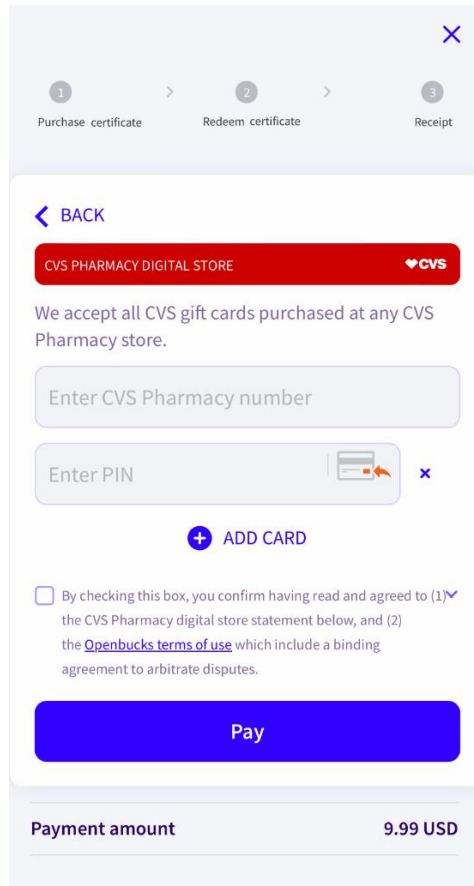 1
2
3
Purchase certificate
Redeem certificate
Receipt
BACK
CVS PHARMACY DIGITAL STORE
CVS
We accept all CVS gift cards purchased at any CVS
Pharmacy store.
Enter CVS Pharmacy number
Enter PIN
ADD CARD
By checking this box, you confirm having read and agreed to (1)
the CVS Pharmacy digital store statement below, and (2)
the Openbucks terms of use which include a binding
agreement to arbitrate disputes.
Pay
Payment amount 9.99 USD